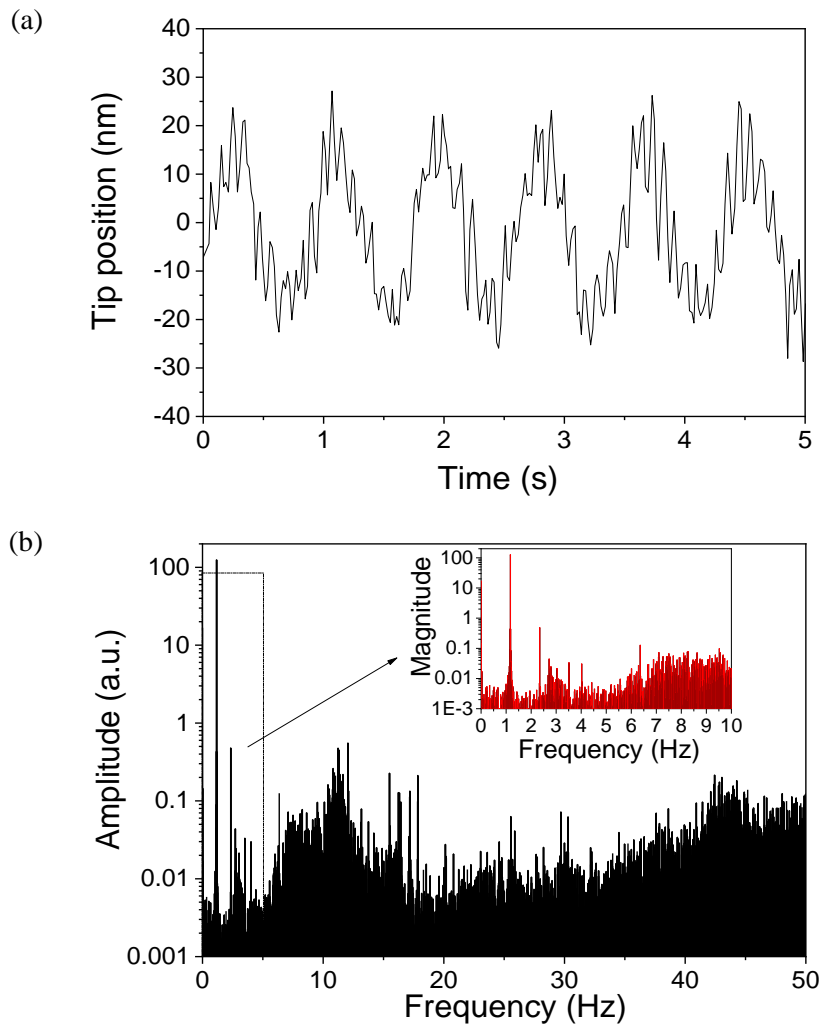 (a)
40
30
20
10
0
-10
-20
-30
-40
Tip position (nm)
0 1 2 3 4 5
Time (s)
(b)
100
10
1
0.1
0.01
0.001
Amplitude (a.u.)
0 10 20 30 40 50
Frequency (Hz)
100
10
1
0.1
0.01
1E-3
Magnitude
0 1 2 3 4 5 6 7 8 9 10
Frequency (Hz)